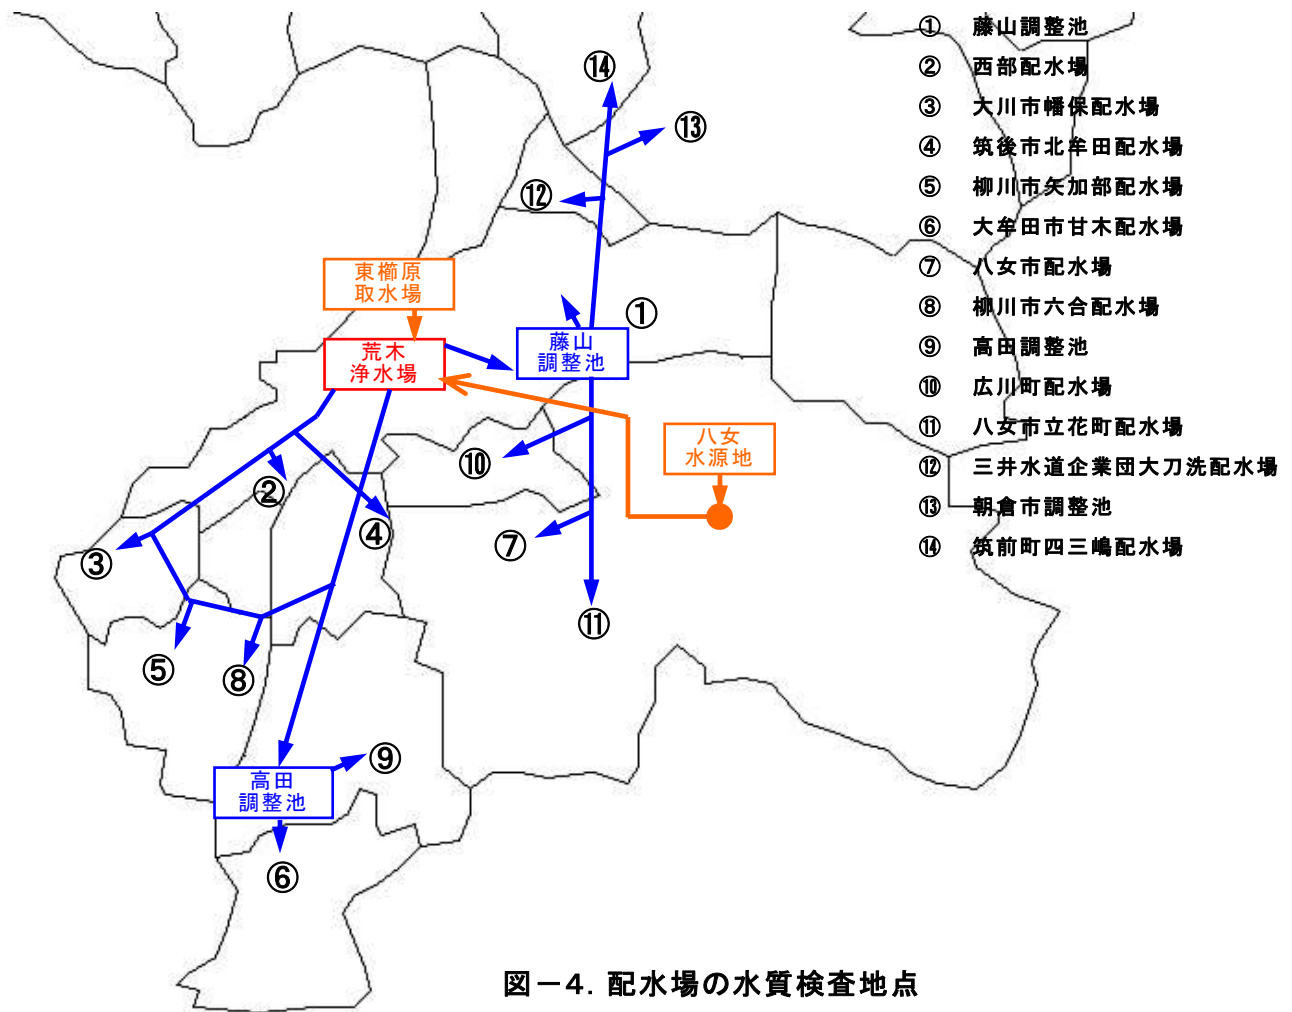 ① 藤山調整池
② 西部配水場
③ 大川市幡保配水場
④ 筑後市北牟田配水場
⑤ 柳川市矢加部配水場
⑥ 大牟田市甘木配水場
⑦ 八女市配水場
⑧ 柳川市六合配水場
⑨ 高田調整池
⑩ 広川町配水場
⑪ 八女市立花町配水場
⑫ 三井水道企業団大刀洗配水場
⑬ 朝倉市調整池
⑭ 筑前町四三嶋配水場
⑭
⑬
⑫
東櫛原
取水場
①
荒木
浄水場
藤山
調整池
八女
水源地
⑩
②
④
⑦
③
⑪
⑤
⑧
⑨
高田
調整池
⑥
図－4. 配水場の水質検査地点